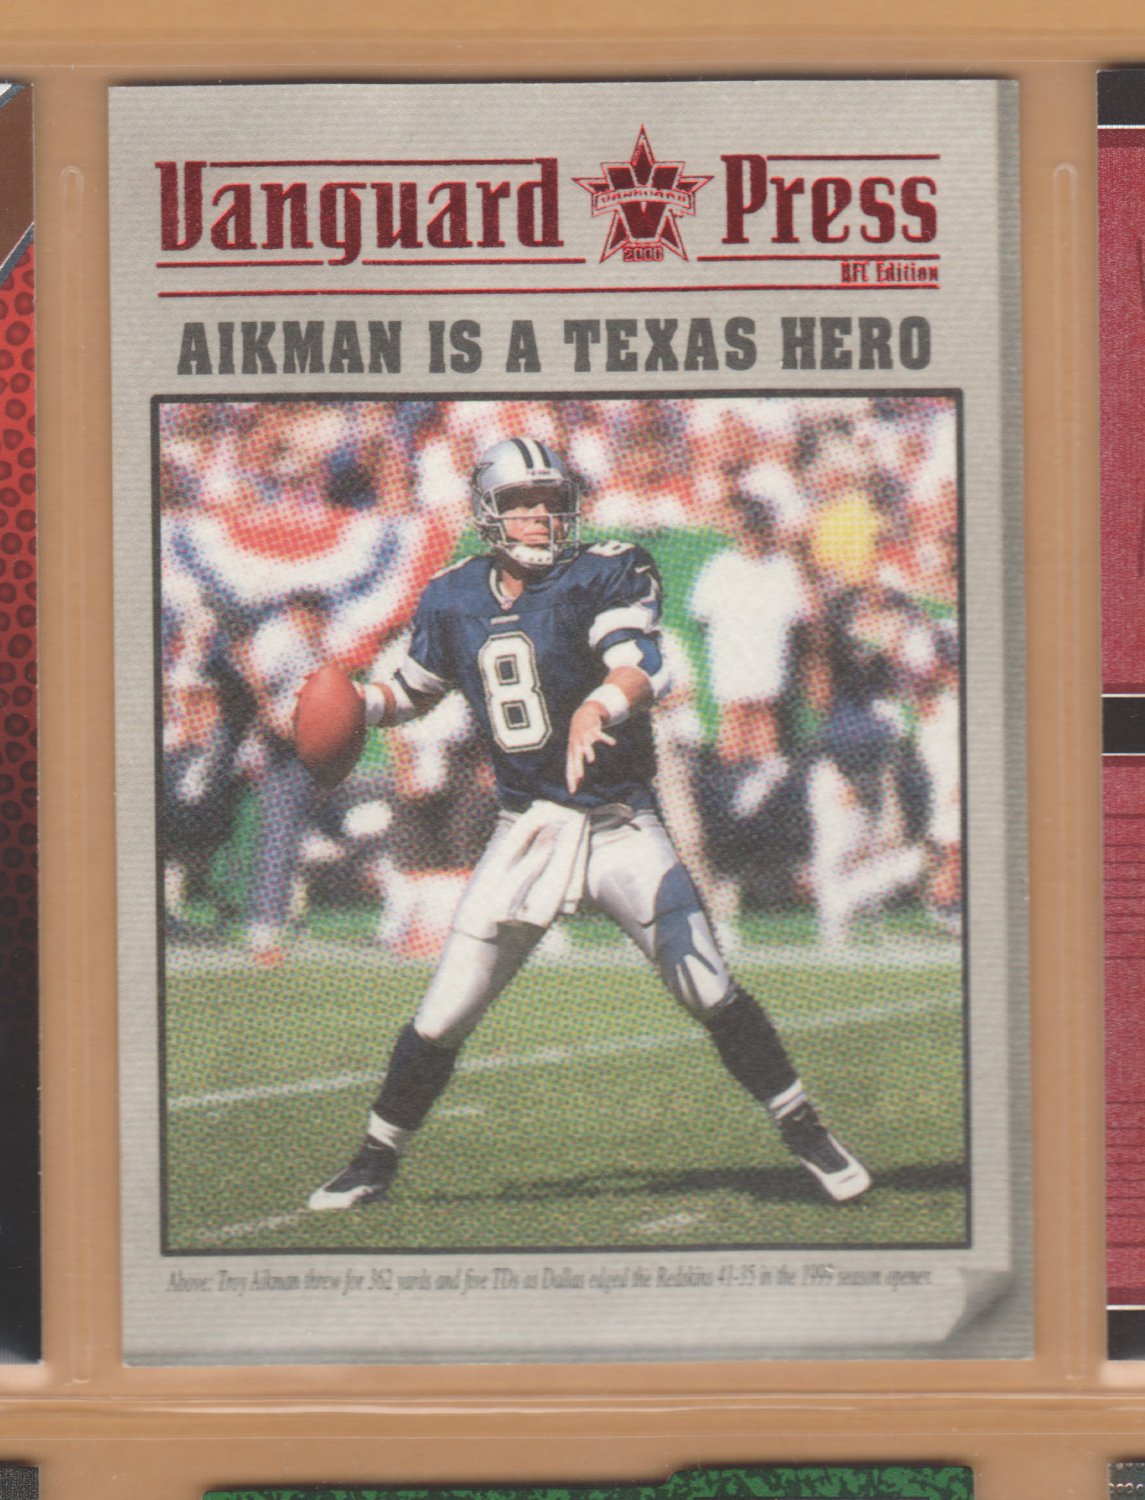 Vanguard Press
VANGUARD
2000
NFC Edition
AIKMAN IS A TEXAS HERO
8
8
Above: Troy Aikman threw for 362 yards and five TDs as Dallas edged the Redskins 41-35 in the 1999 season opener.